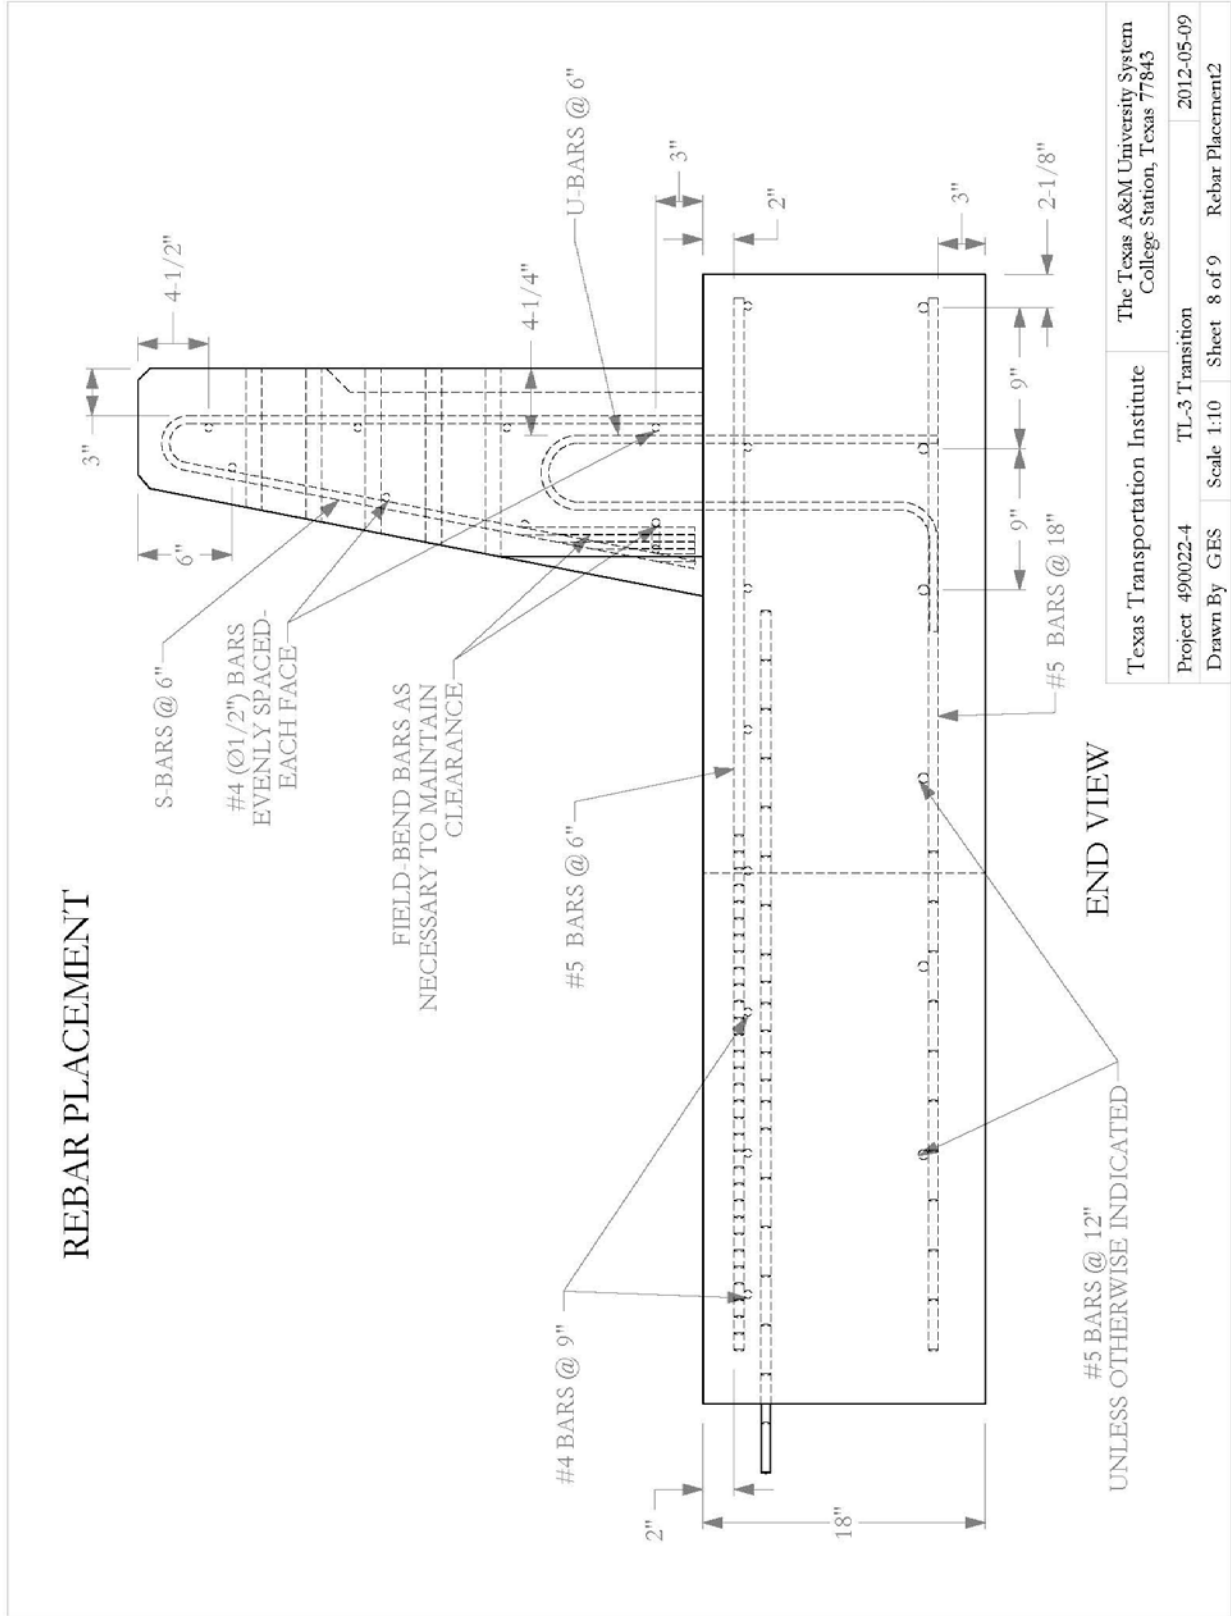 REBAR PLACEMENT
3"
4-1/2"
6"
S-BARS @ 6"
#4 (Ø1/2") BARS
EVENLY SPACED-
EACH FACE
FIELD-BEND BARS AS
NECESSARY TO MAINTAIN
CLEARANCE
4-1/4"
U-BARS @ 6"
3"
#5 BARS @ 6"
#4 BARS @ 9"
2"
2"
18"
3"
9"
9"
2-1/8"
#5 BARS @ 18"
#5 BARS @ 12"
UNLESS OTHERWISE INDICATED
END VIEW
Texas Transportation Institute
The Texas A&M University System
College Station, Texas 77843
Project 490022-4 TL-3 Transition 2012-05-09
Drawn By GES Scale 1:10 Sheet 8 of 9 Rebar Placement2